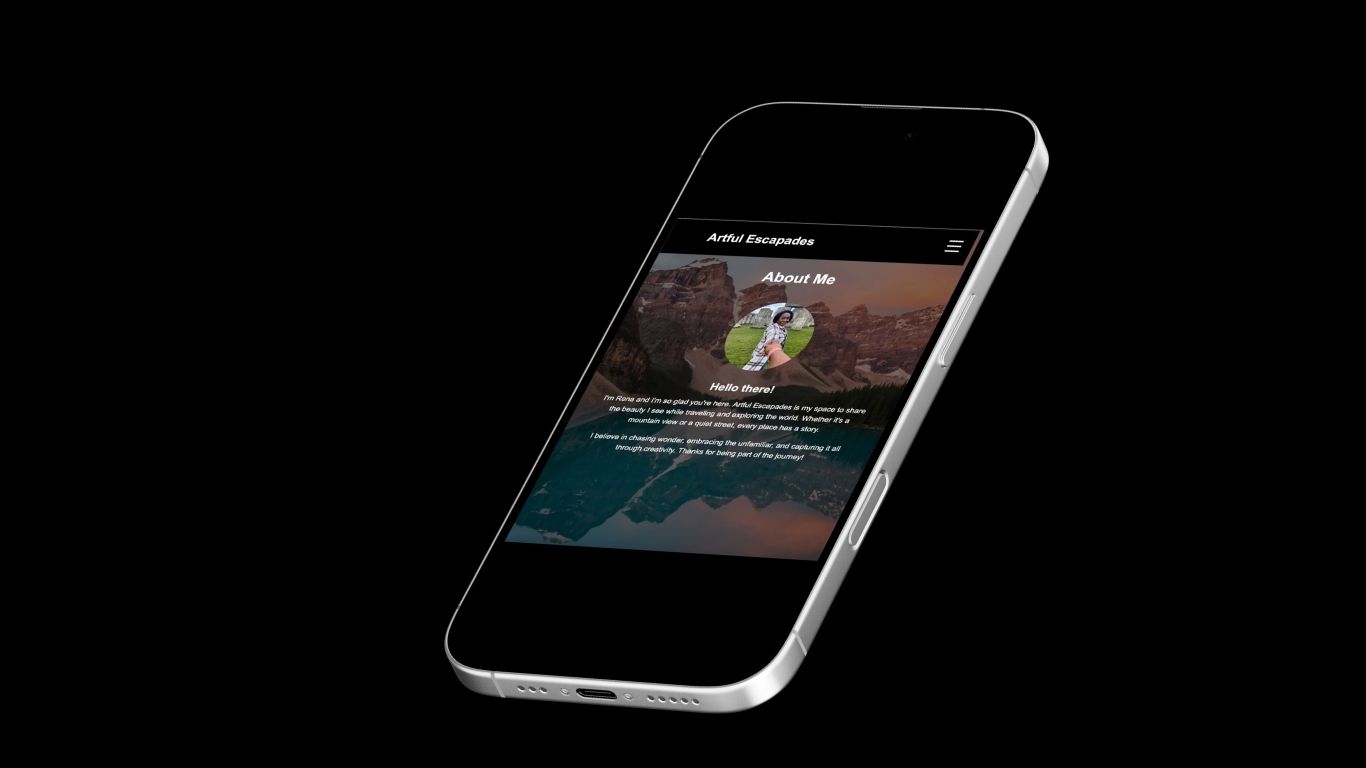 Artful Escapades
About Me
Hello there!
I'm Rona and I'm so glad you're here. Artful Escapades is my space to share
the beauty I see while traveling and exploring the world. Whether it's a
mountain view or a quiet street, every place has a story.
I believe in chasing wonder, embracing the unfamiliar, and capturing it all
through creativity. Thanks for being part of the journey!